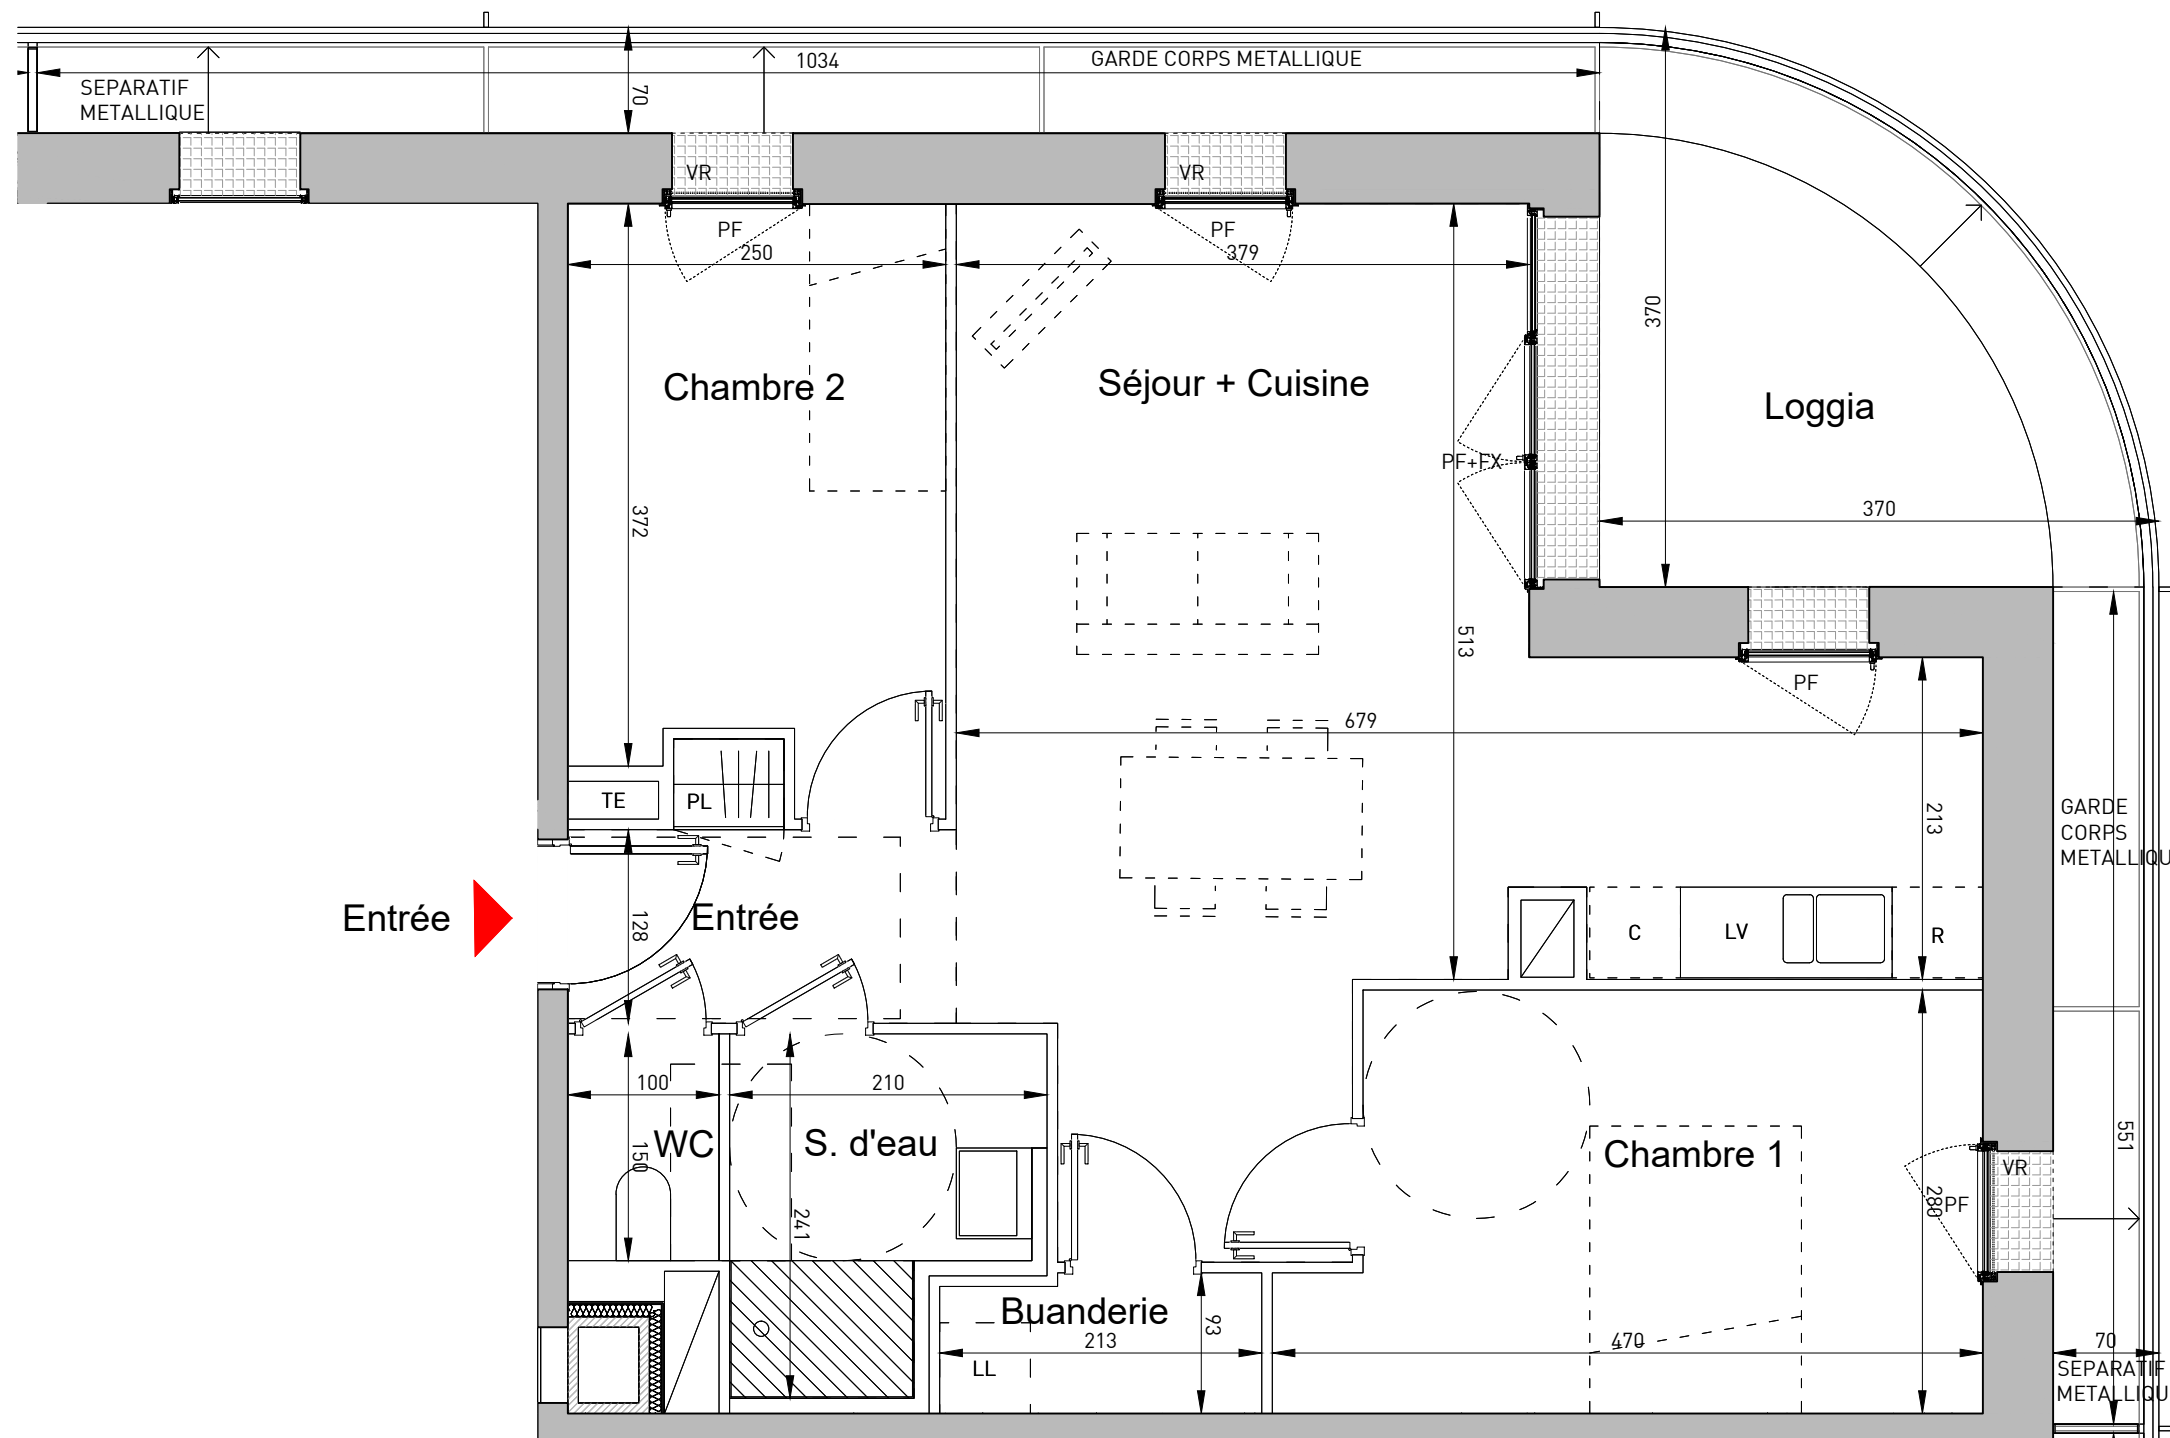 1034
GARDE CORPS METALLIQUE
SEPARATIF
METALLIQUE
70
VR
VR
PF
PF
250
379
370
Chambre 2
Séjour + Cuisine
Loggia
PF+FX
370
372
513
PF
679
TE
PL
213
GARDE
CORPS
METALLIQU
Entrée
Entrée
128
C
LV
R
100
210
WC
150
S. d'eau
241
Chambre 1
551
VR
280
PF
Buanderie
213
93
LL
470
70
SEPARATIF
METALLIQU